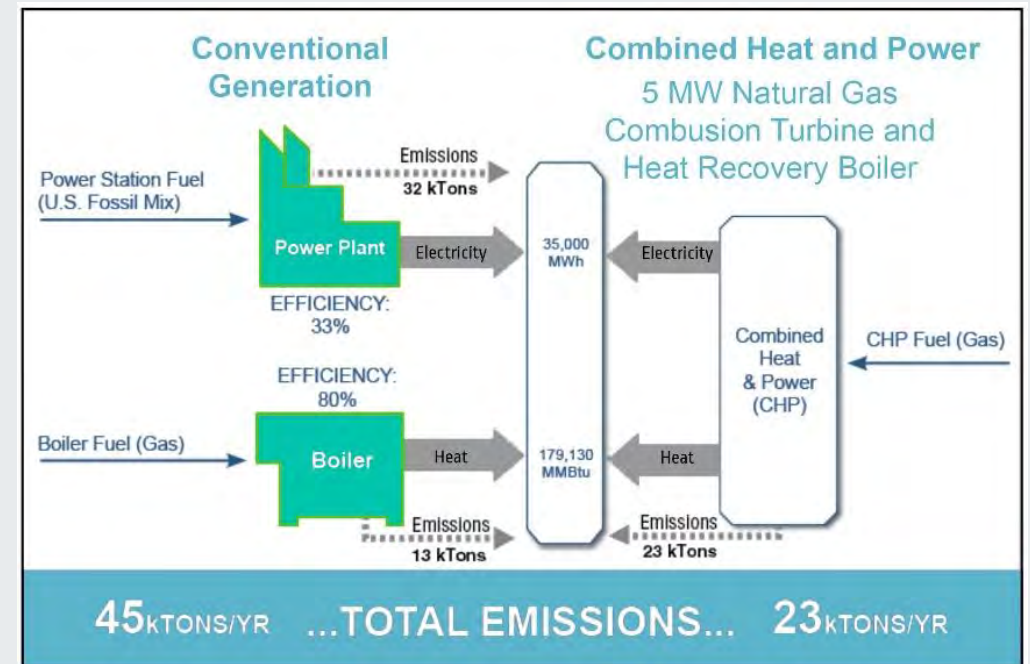 Conventional
Generation
Combined Heat and Power
5 MW Natural Gas
Combusion Turbine and
Heat Recovery Boiler
Power Station Fuel
(U.S. Fossil Mix)
Emissions
32 kTons
Power Plant
Electricity
35,000
MWh
Electricity
EFFICIENCY:
33%
Combined
Heat
& Power
(CHP)
CHP Fuel (Gas)
EFFICIENCY:
80%
Boiler Fuel (Gas)
Boiler
Heat
179,130
MMBtu
Heat
Emissions
13 kTons
Emissions
23 kTons
45kTONS/YR ...TOTAL EMISSIONS... 23kTONS/YR